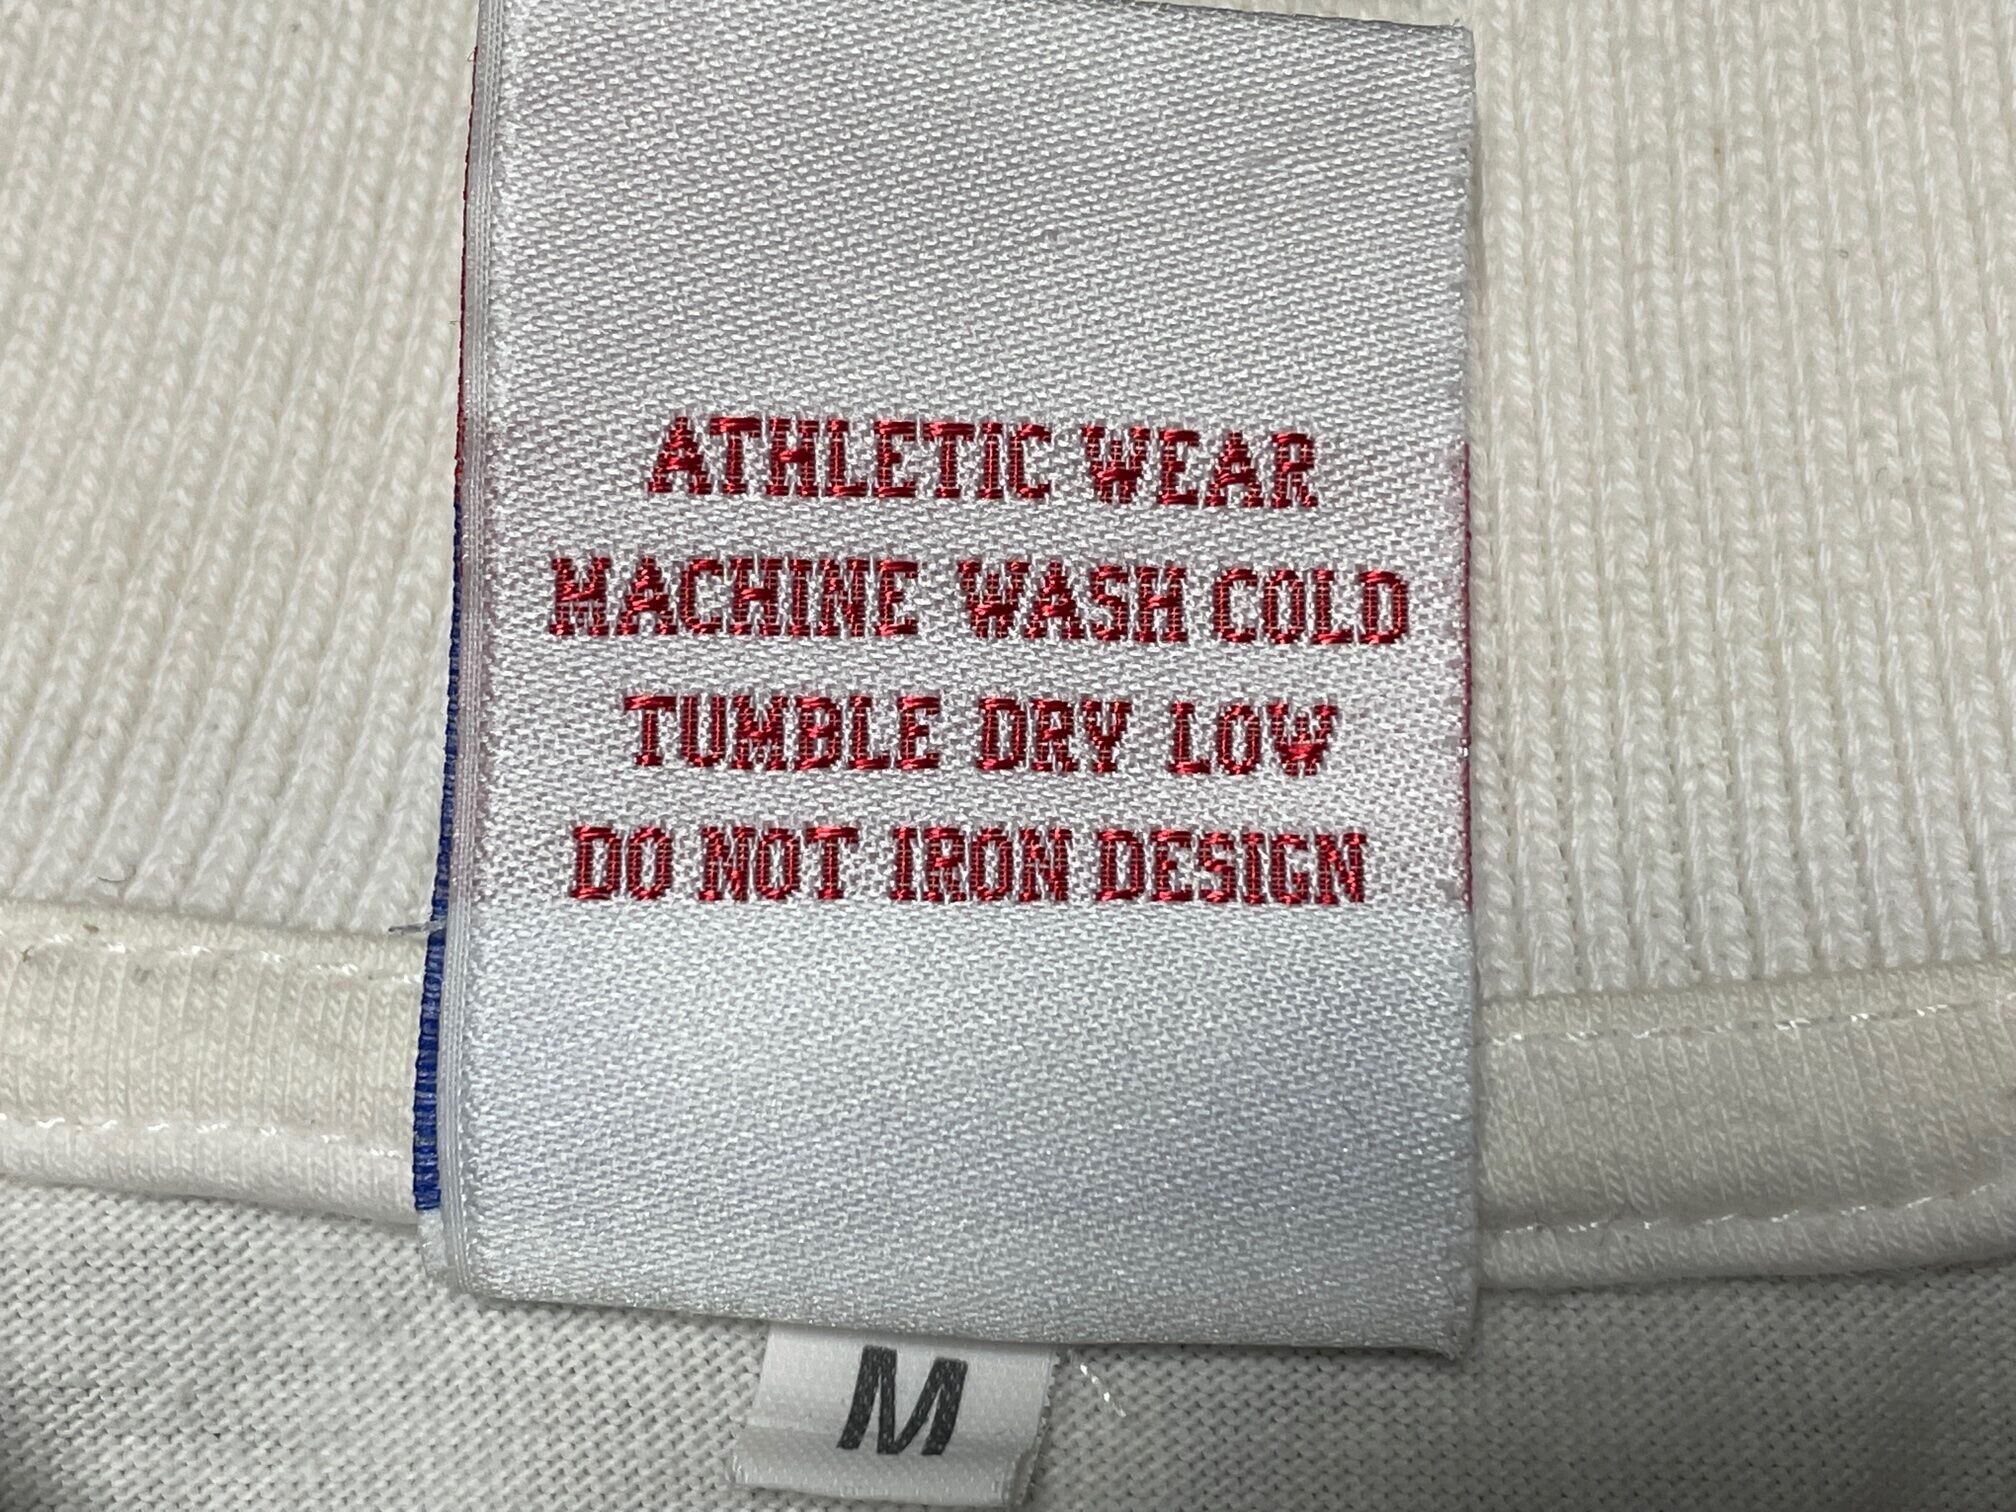 ATHLETIC WEAR
MACHINE WASH COLD
TUMBLE DRY LOW
DO NOT IRON DESIGN
M